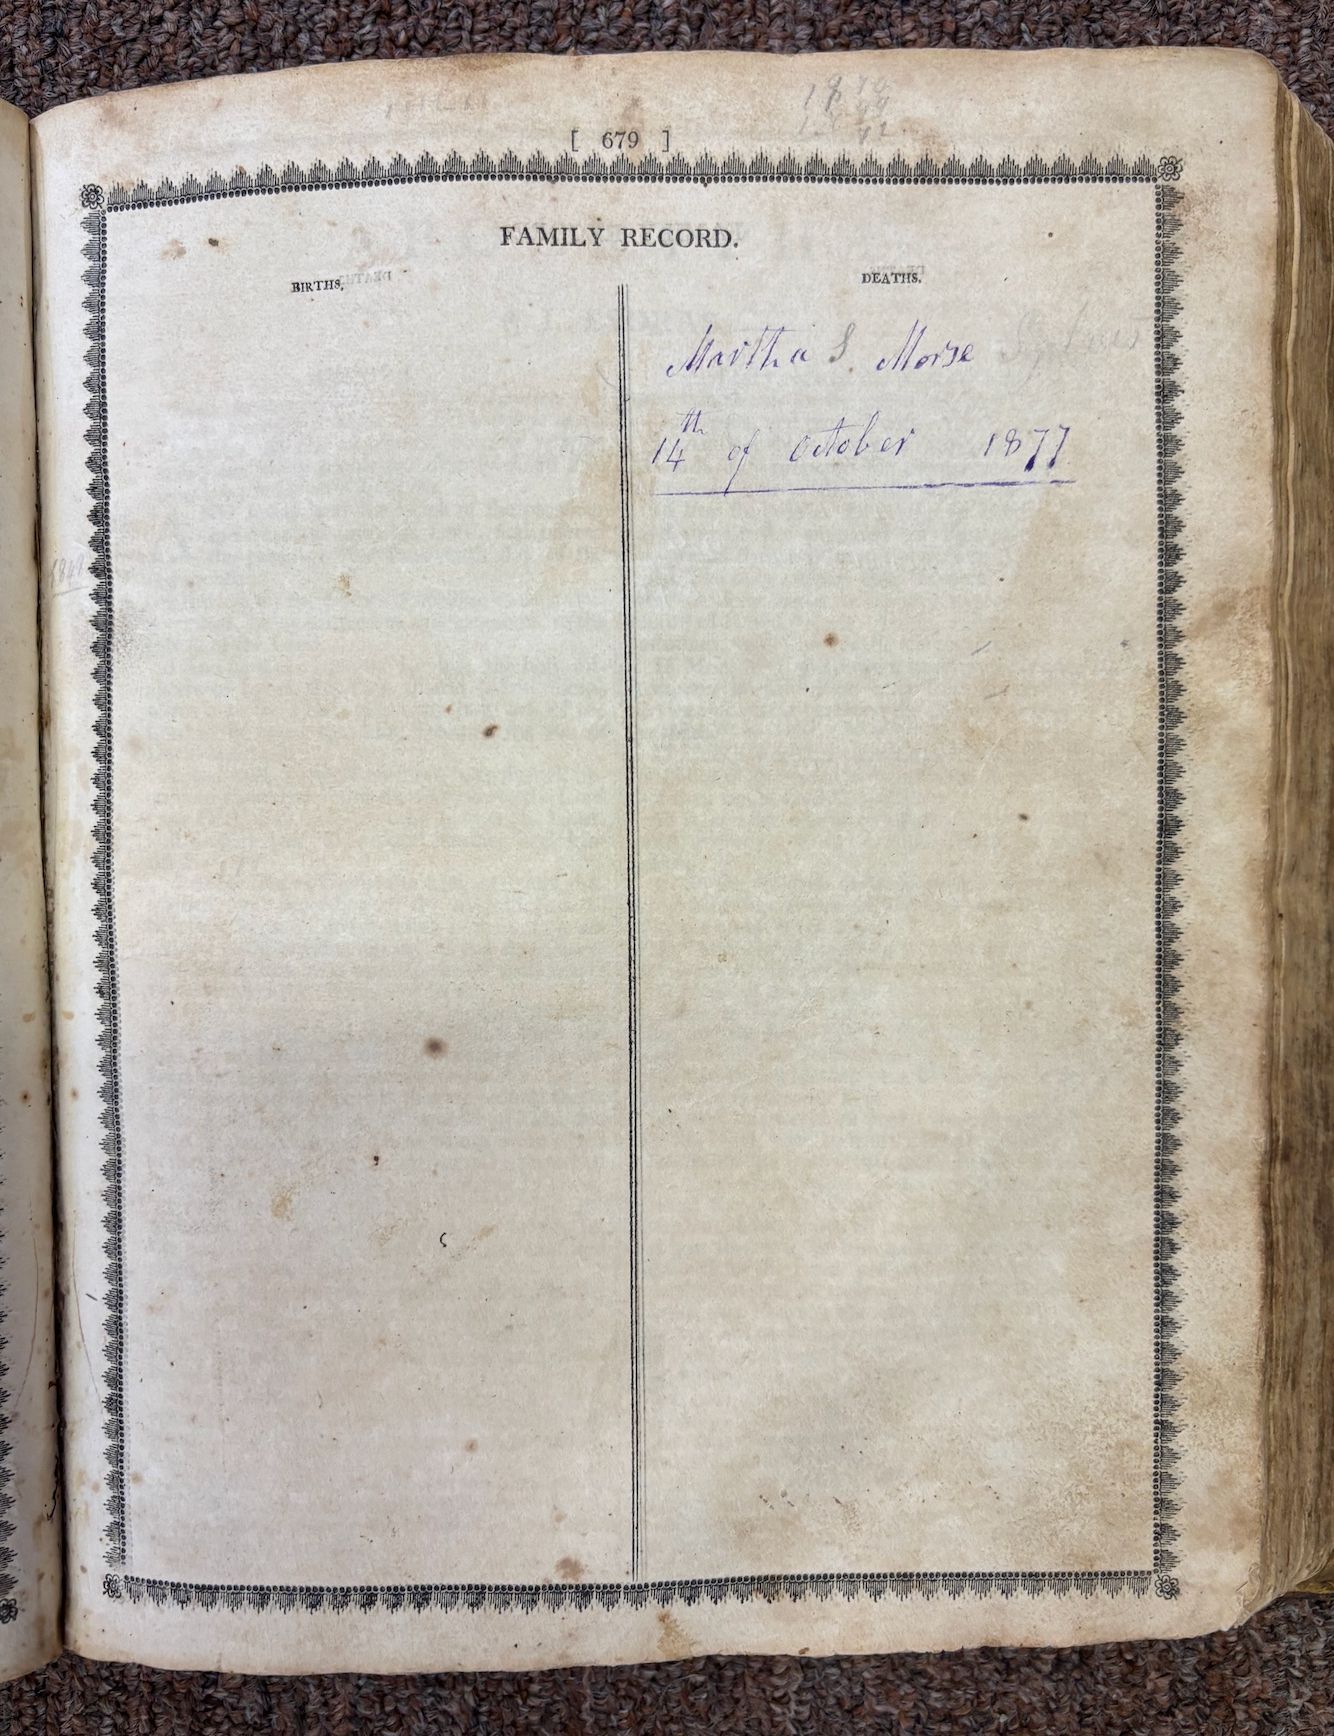 [ 679 ]
FAMILY RECORD.
BIRTHS.
DEATHS.
Martha S. Morse
14th of october 1877